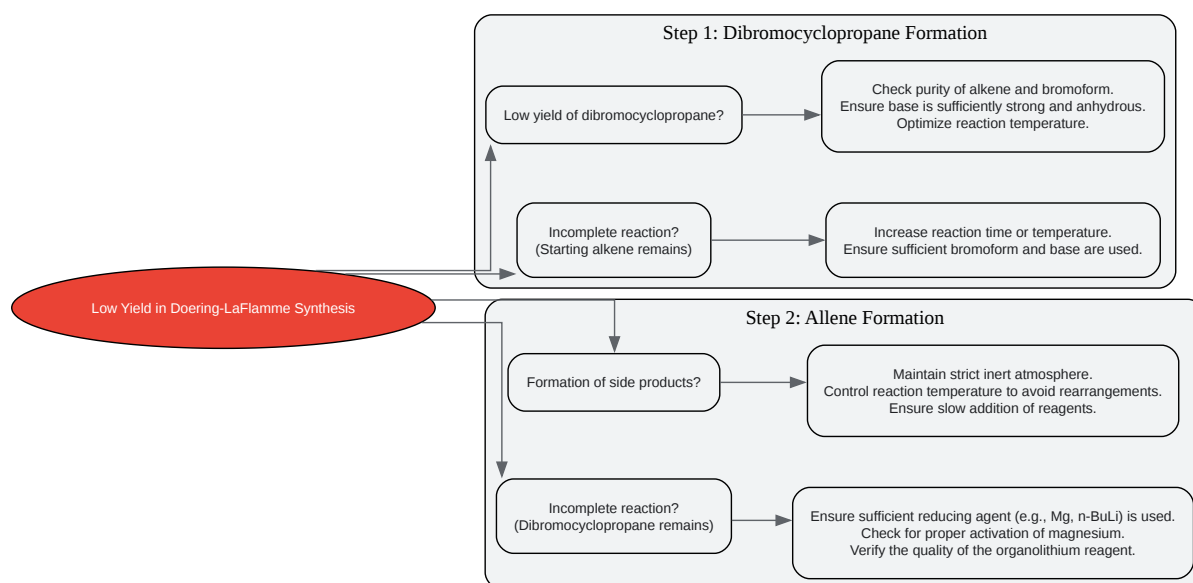 Step 1: Dibromocyclopropane Formation
Low yield of dibromocyclopropane?
Check purity of alkene and bromoform.
Ensure base is sufficiently strong and anhydrous.
Optimize reaction temperature.
Incomplete reaction?
(Starting alkene remains)
Increase reaction time or temperature.
Ensure sufficient bromoform and base are used.
Low Yield in Doering-LaFlamme Synthesis
Step 2: Allene Formation
Formation of side products?
Maintain strict inert atmosphere.
Control reaction temperature to avoid rearrangements.
Ensure slow addition of reagents.
Incomplete reaction?
(Dibromocyclopropane remains)
Ensure sufficient reducing agent (e.g., Mg, n-BuLi) is used.
Check for proper activation of magnesium.
Verify the quality of the organolithium reagent.